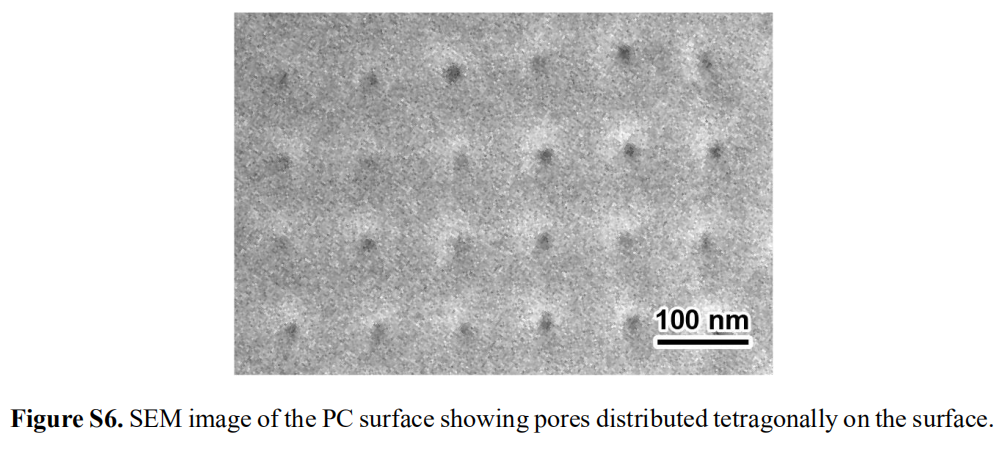 100 nm
Figure S6. SEM image of the PC surface showing pores distributed tetragonally on the surface.